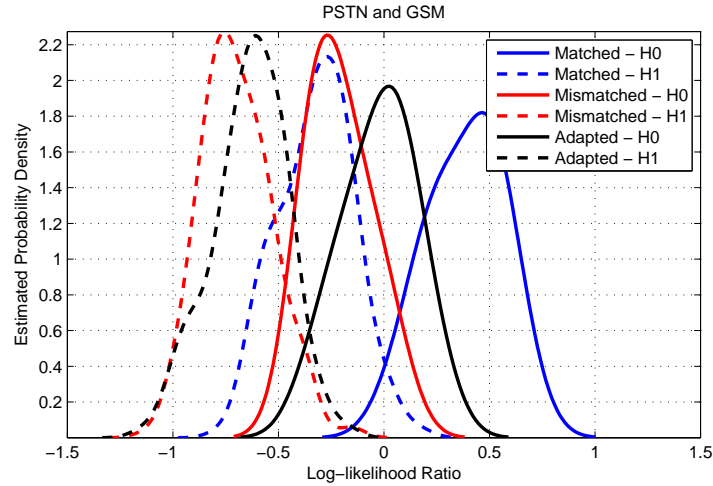 PSTN and GSM
Estimated Probability Density
2.2
2
1.8
1.6
1.4
1.2
1
0.8
0.6
0.4
0.2
Matched − H0
Matched − H1
Mismatched − H0
Mismatched − H1
Adapted − H0
Adapted − H1
−1.5 −1 −0.5 0 0.5 1 1.5
Log−likelihood Ratio